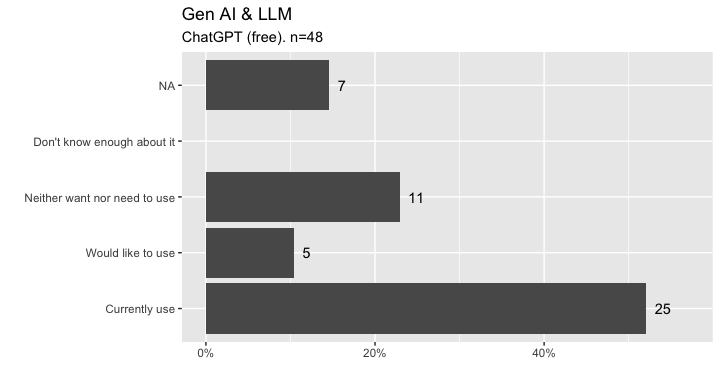 Gen AI & LLM
ChatGPT (free). n=48
NA
7
Don't know enough about it
Neither want nor need to use
11
Would like to use
5
Currently use
25
0%
20%
40%